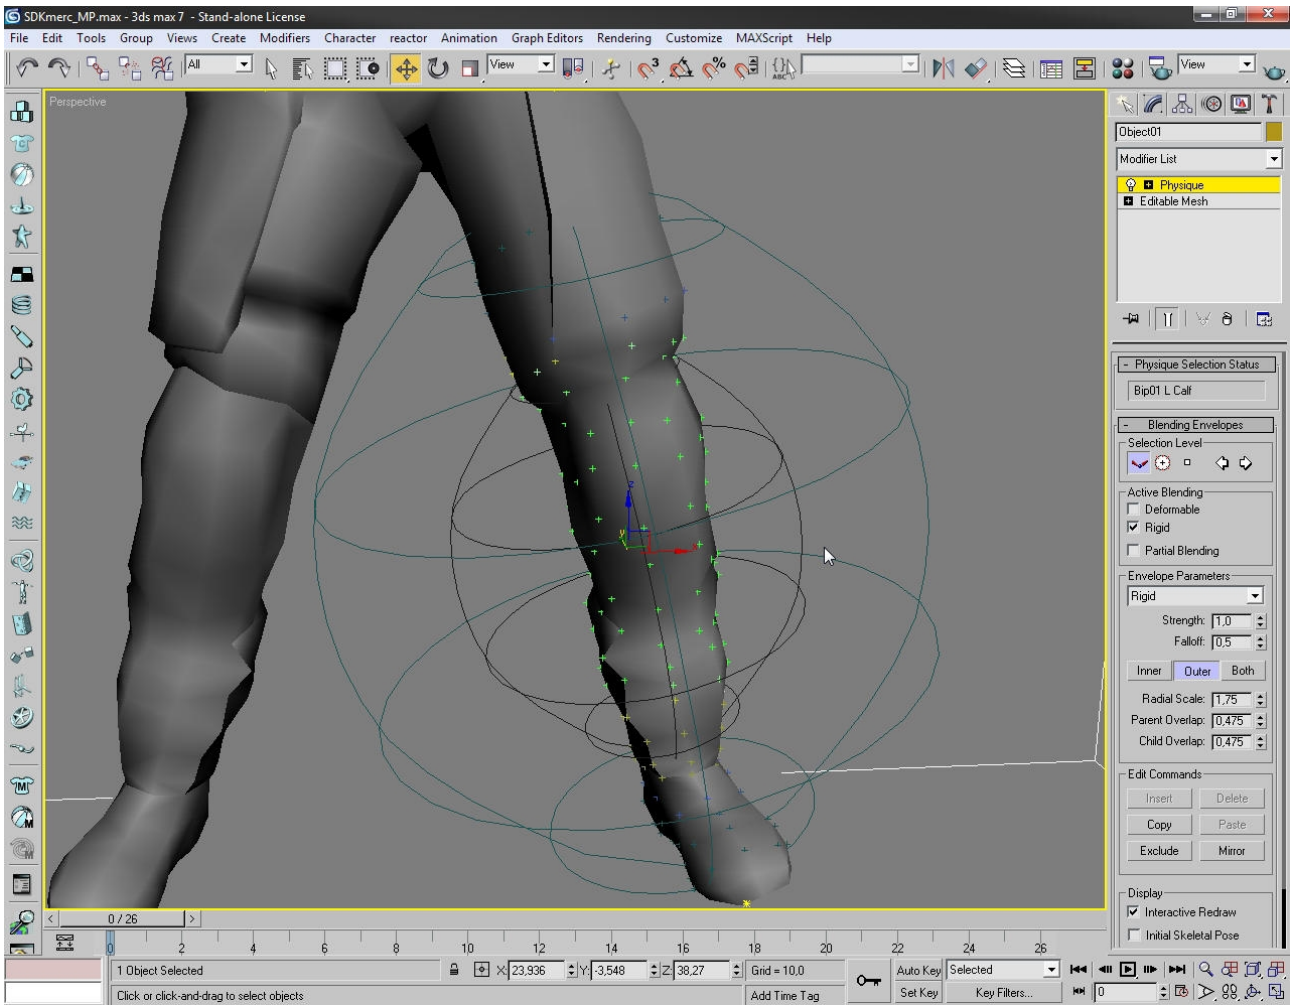 SDKmerc_MP.max - 3ds max 7 - Stand-alone License
File Edit Tools Group Views Create Modifiers Character reactor Animation Graph Editors Rendering Customize MAXScript Help
All View View
Perspective
Object01
Modifier List
Physique
Editable Mesh
- Physique Selection Status
Bip01 L Calf
- Blending Envelopes
Selection Level
Active Blending
Deformable
Rigid
Partial Blending
Envelope Parameters
Rigid
Strength: 1,0
Falloff: 0,5
Inner Outer Both
Radial Scale: 1,75
Parent Overlap: 0,475
Child Overlap: 0,475
Edit Commands
Insert Delete
Copy Paste
Exclude Mirror
Display
Interactive Redraw
Initial Skeletal Pose
z
y
x
< 0 / 26 >
0 2 4 6 8 10 12 14 16 18 20 22 24 26
1 Object Selected X: 23,936 Y: -3,548 Z: 38,27 Grid = 10,0 Auto Key Selected
Click or click-and-drag to select objects Add Time Tag Set Key Key Filters... 0